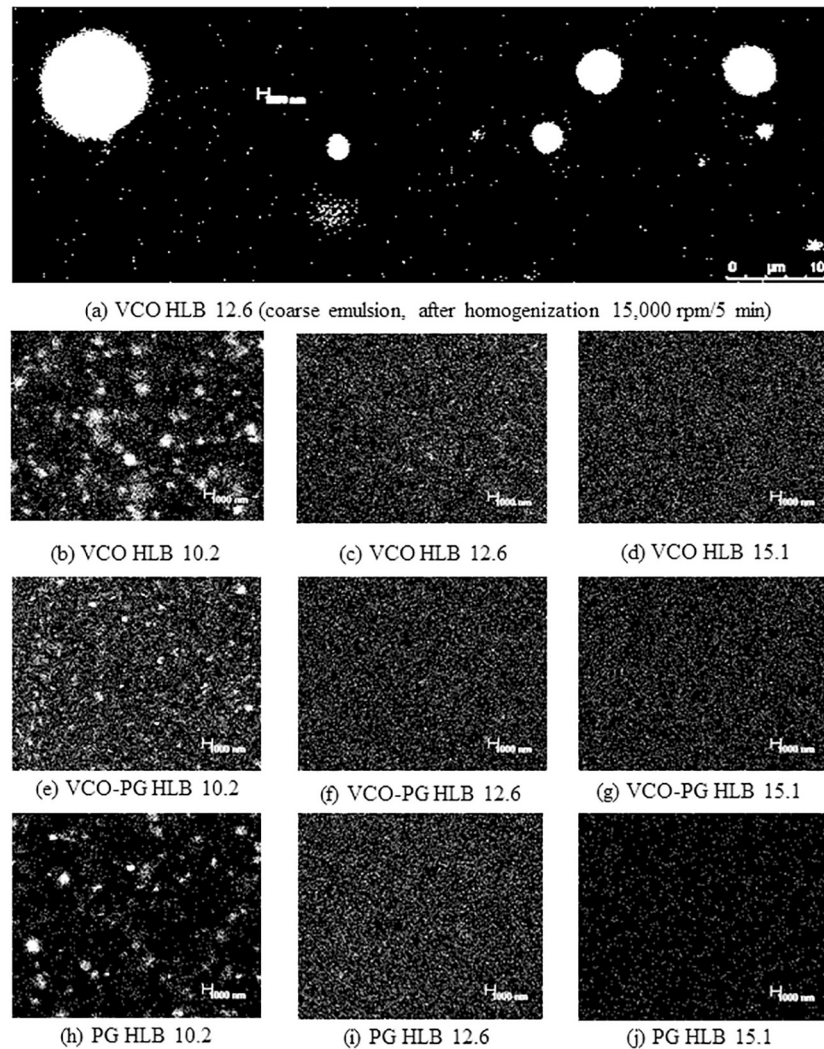 1000 nm
0 µm 10
(a) VCO HLB 12.6 (coarse emulsion, after homogenization 15,000 rpm/5 min)
1000 nm 1000 nm 1000 nm
(b) VCO HLB 10.2 (c) VCO HLB 12.6 (d) VCO HLB 15.1
1000 nm 1000 nm 1000 nm
(e) VCO-PG HLB 10.2 (f) VCO-PG HLB 12.6 (g) VCO-PG HLB 15.1
1000 nm 1000 nm 1000 nm
(h) PG HLB 10.2 (i) PG HLB 12.6 (j) PG HLB 15.1